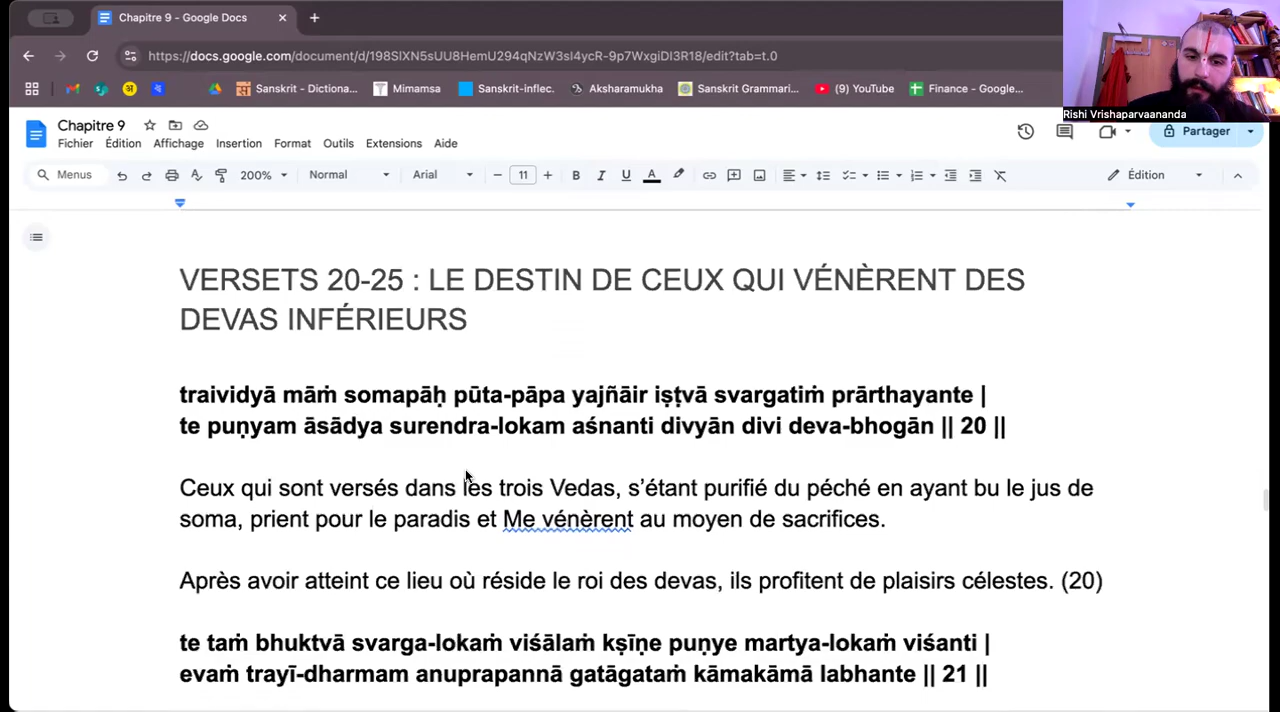 Chapitre 9 - Google Docs
https://docs.google.com/document/d/198SlXN5sUU8HemU294qNzW3sl4ycR-9p7WxgiDl3R18/edit?tab=t.0
Sanskrit - Dictiona... Mimamsa Sanskrit-inflec. Aksharamukha Sanskrit Grammari... (9) YouTube Finance - Google...
Rishi Vrishaparvaananda
Chapitre 9
Partager
Fichier Édition Affichage Insertion Format Outils Extensions Aide
Menus 200% Normal Arial 11 Édition
VERSETS 20-25 : LE DESTIN DE CEUX QUI VÉNÈRENT DES
DEVAS INFÉRIEURS
traividyā māṁ somapāḥ pūta-pāpa yajñāir iṣṭvā svargatiṁ prārthayante |
te puṇyam āsādya surendra-lokam aśnanti divyān divi deva-bhogān || 20 ||
Ceux qui sont versés dans les trois Vedas, s’étant purifié du péché en ayant bu le jus de
soma, prient pour le paradis et Me vénèrent au moyen de sacrifices.
Après avoir atteint ce lieu où réside le roi des devas, ils profitent de plaisirs célestes. (20)
te taṁ bhuktvā svarga-lokaṁ viśālaṁ kṣīṇe puṇye martya-lokaṁ viśanti |
evaṁ trayī-dharmam anuprapannā gatāgataṁ kāmakāmā labhante || 21 ||